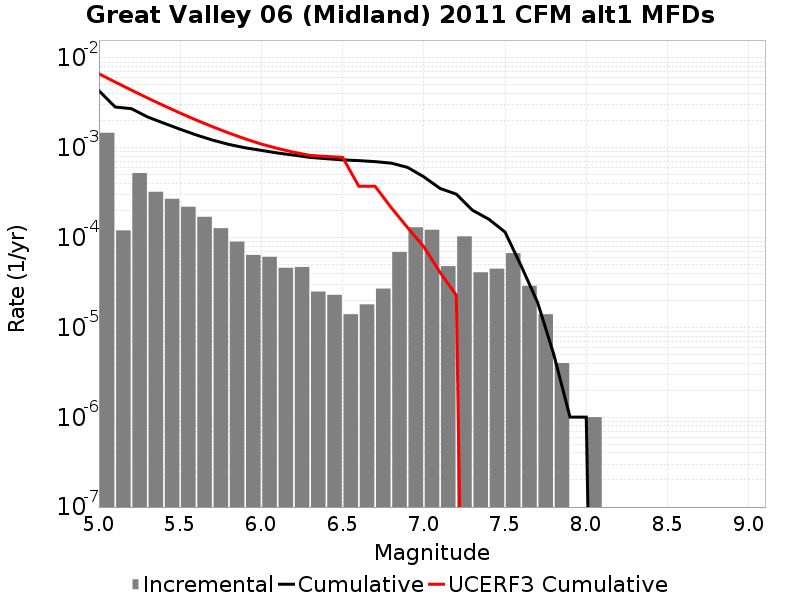 Great Valley 06 (Midland) 2011 CFM alt1 MFDs
10-2
10-3
10-4
10-5
10-6
10-7
Rate (1/yr)
5.0 5.5 6.0 6.5 7.0 7.5 8.0 8.5 9.0
Magnitude
Incremental Cumulative UCERF3 Cumulative